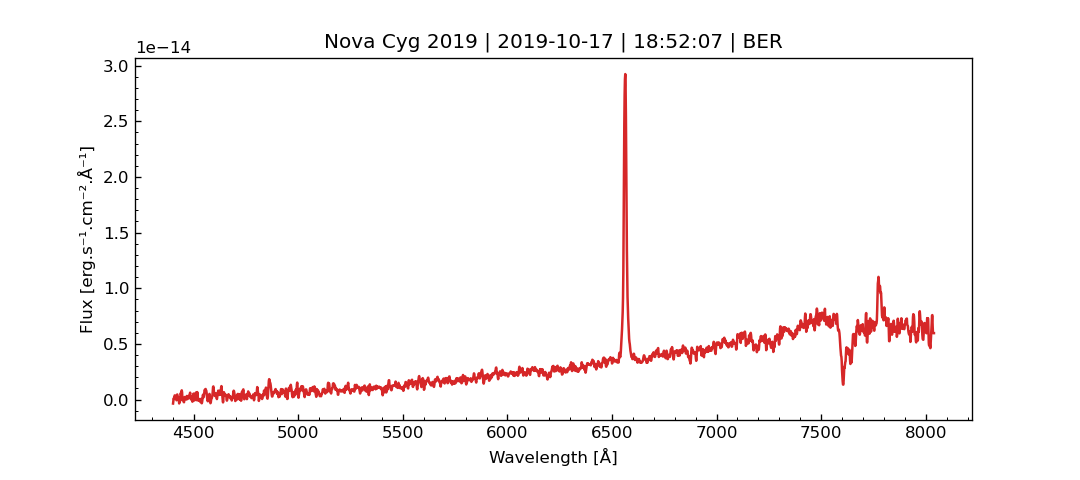 Nova Cyg 2019 | 2019-10-17 | 18:52:07 | BER
1e−14
3.0
2.5
2.0
1.5
1.0
0.5
0.0
Flux [erg.s⁻¹.cm⁻².Å⁻¹]
4500 5000 5500 6000 6500 7000 7500 8000
Wavelength [Å]